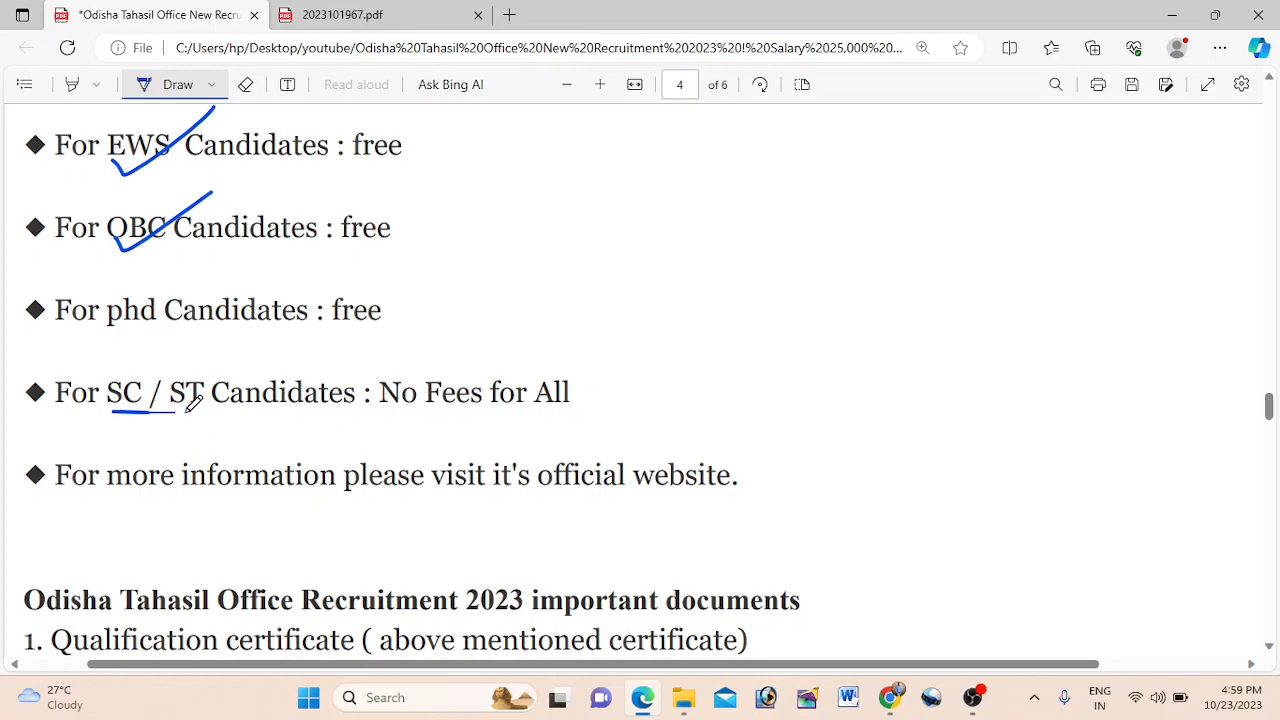 *Odisha Tahasil Office New Recru
2023101967.pdf
File
C:/Users/hp/Desktop/youtube/Odisha%20Tahasil%20Office%20New%20Recruitment%202023%20!%20Salary%2025,000%20...
Draw
Read aloud
Ask Bing AI
4 of 6
◆ For EWS Candidates : free
◆ For OBC Candidates : free
◆ For phd Candidates : free
◆ For SC / ST Candidates : No Fees for All
◆ For more information please visit it's official website.
Odisha Tahasil Office Recruitment 2023 important documents
1. Qualification certificate ( above mentioned certificate)
27°C
Cloudy
Search
ENG
IN
4:59 PM
10/23/2023